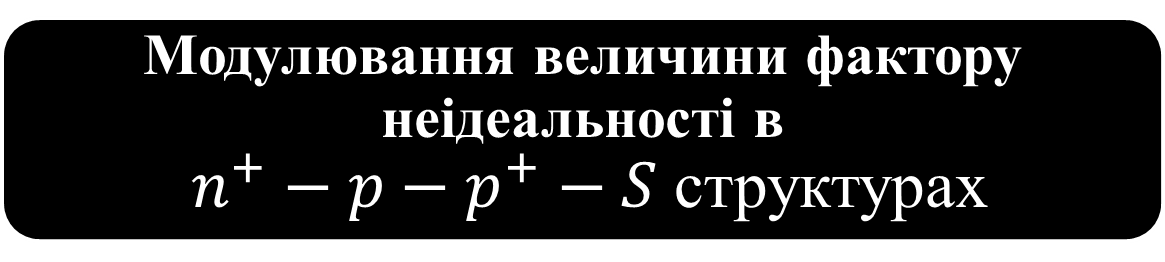 Модулювання величини фактору
неідеальності в
n⁺ − p − p⁺ − S структурах